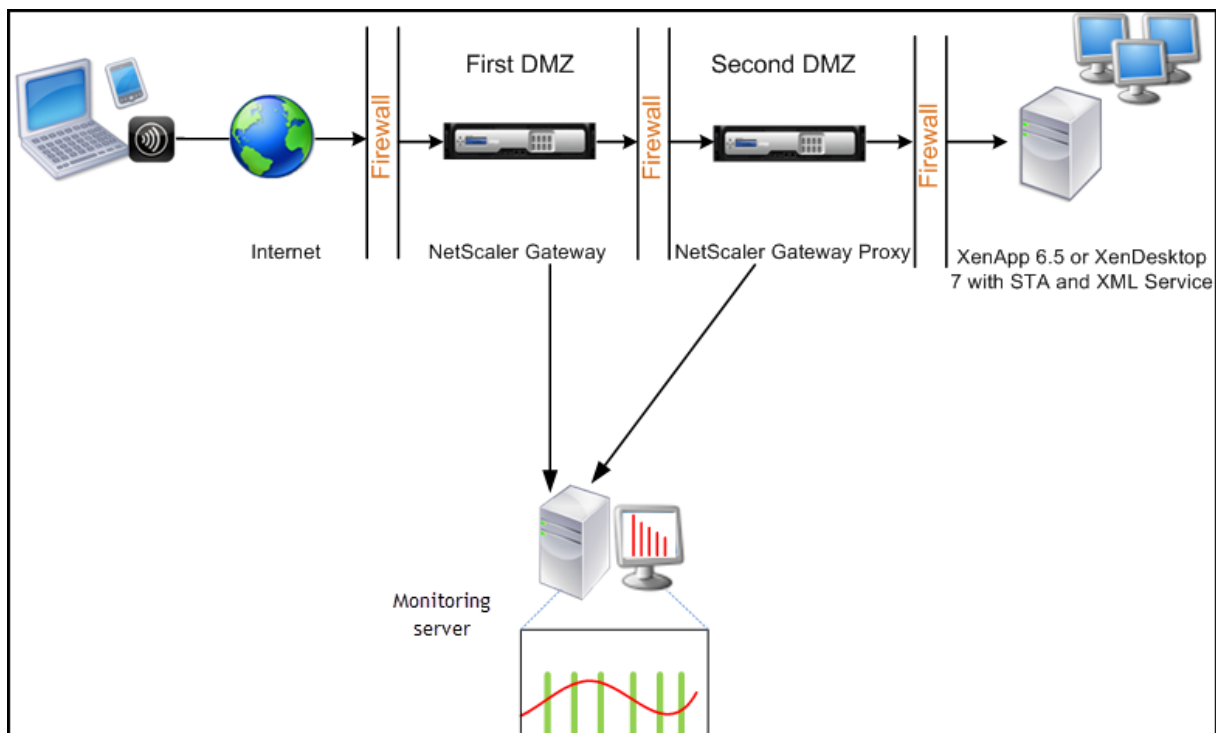 First DMZ
Second DMZ
Firewall
Firewall
Firewall
Internet
NetScaler Gateway
NetScaler Gateway Proxy
XenApp 6.5 or XenDesktop
7 with STA and XML Service
Monitoring
server